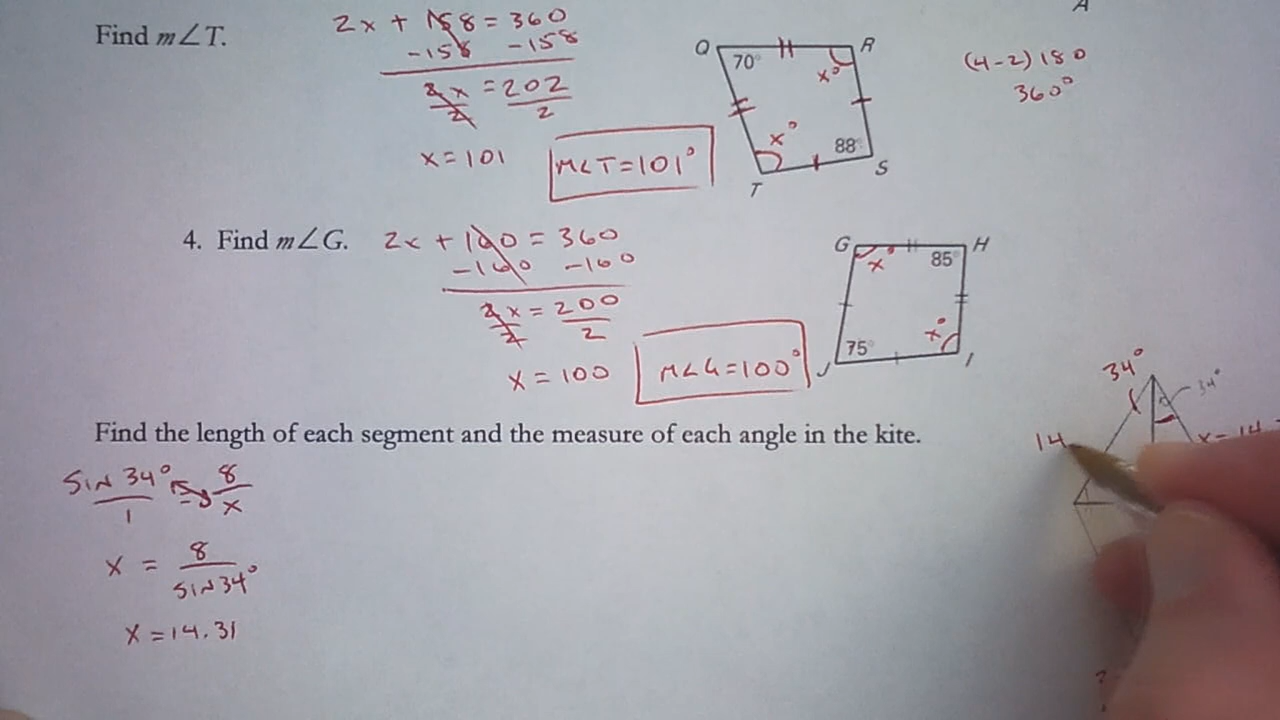 A
Find m∠T.
2x + 158 = 360
-158 -158
2x = 202
2 2
x = 101
M∠T = 101°
Q
70°
R
x°
x°
88°
S
T
(4-2)180
360°
4. Find m∠G.
2x + 160 = 360
-160 -160
2x = 200
2 2
x = 100
M∠G = 100°
G
x°
85°
H
x°
75°
J
I
34°
34°
14
x = 14
Find the length of each segment and the measure of each angle in the kite.
sin 34° = 8
1 x
x = 8
sin 34°
x = 14.31